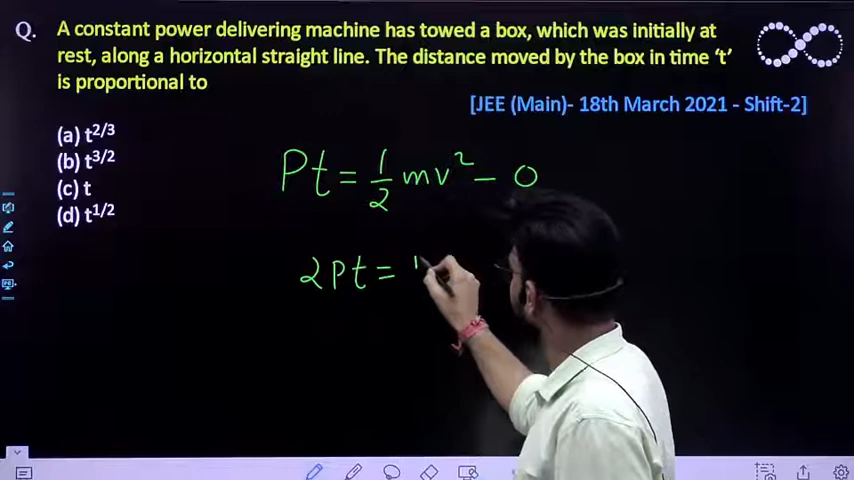 Q. A constant power delivering machine has towed a box, which was initially at
rest, along a horizontal straight line. The distance moved by the box in time ‘t’
is proportional to
[JEE (Main)- 18th March 2021 - Shift-2]
(a) t^2/3
(b) t^3/2
(c) t
(d) t^1/2
Pt = 1/2 mv² - 0
2Pt =